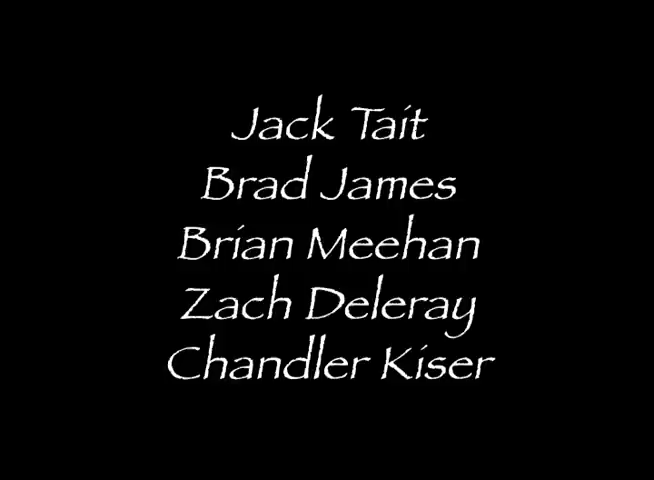 Jack Tait
Brad James
Brian Meehan
Zach Deleray
Chandler Kiser